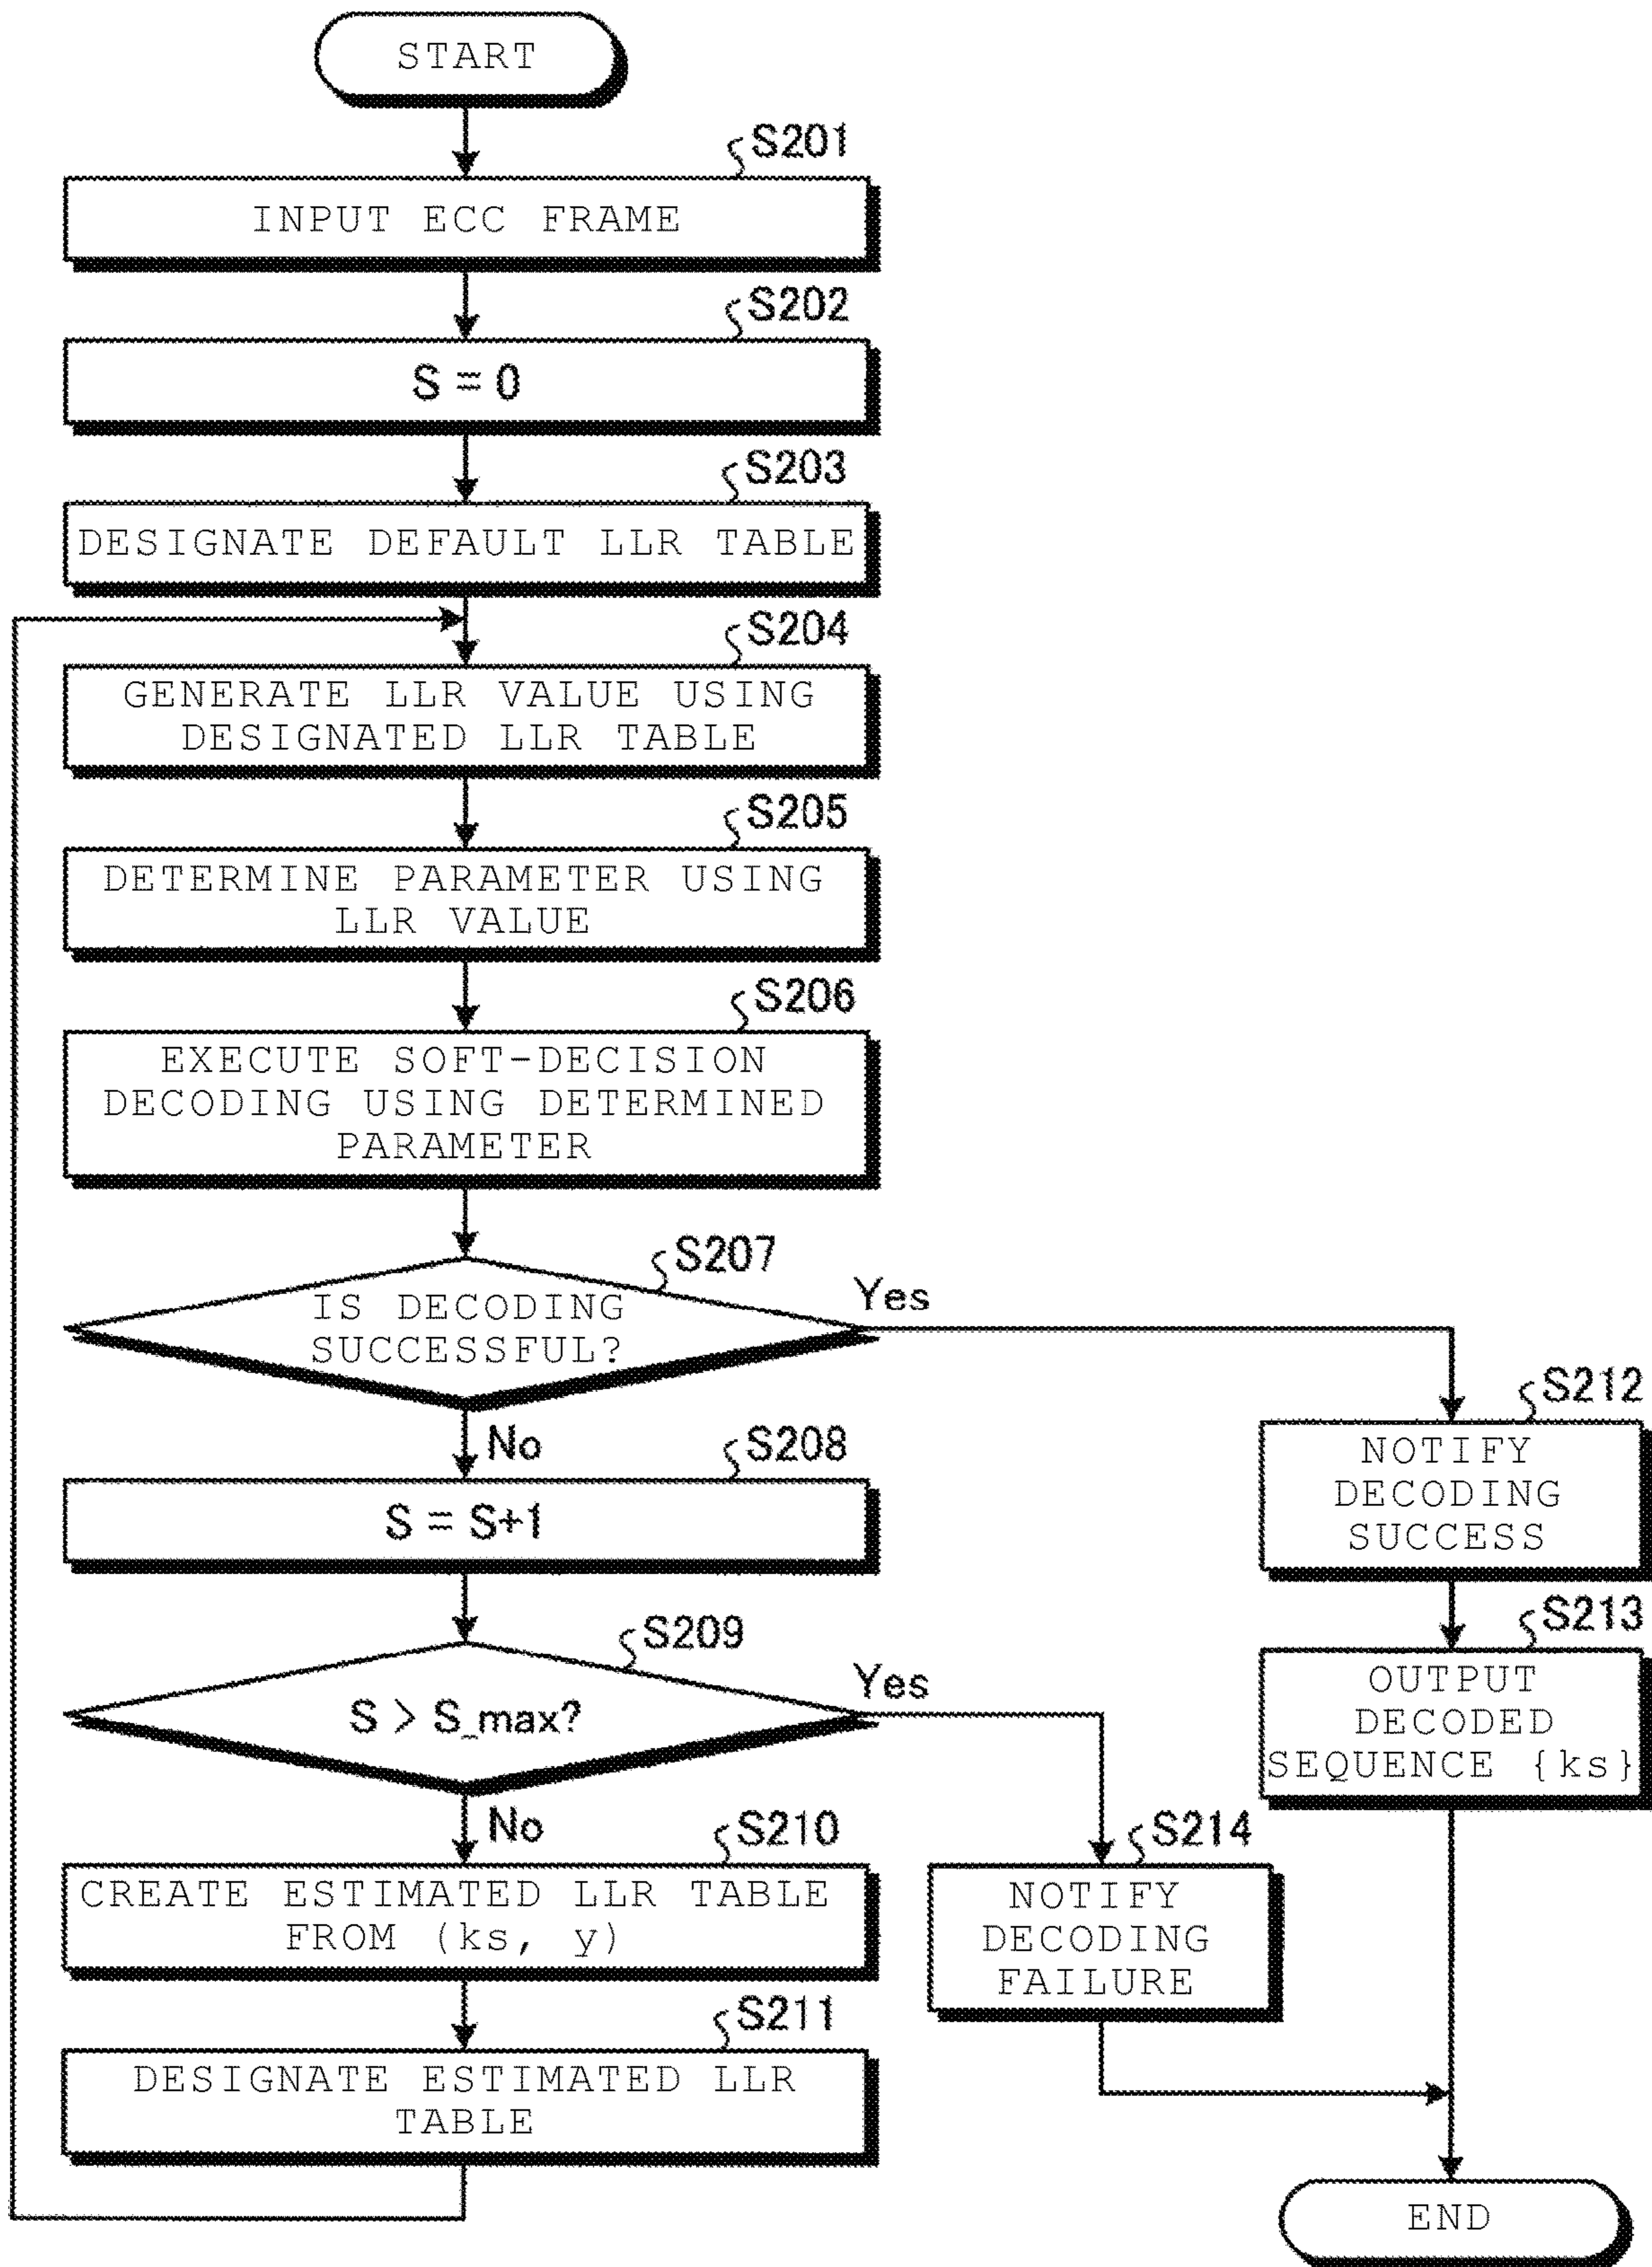 START
S201
INPUT ECC FRAME
S202
S = 0
S203
DESIGNATE DEFAULT LLR TABLE
S204
GENERATE LLR VALUE USING
DESIGNATED LLR TABLE
S205
DETERMINE PARAMETER USING
LLR VALUE
S206
EXECUTE SOFT-DECISION
DECODING USING DETERMINED
PARAMETER
S207
IS DECODING
SUCCESSFUL?
Yes
No
S208
S = S+1
S209
S > S_max?
Yes
No
S210
CREATE ESTIMATED LLR TABLE
FROM (ks, y)
S211
DESIGNATE ESTIMATED LLR
TABLE
S212
NOTIFY
DECODING
SUCCESS
S213
OUTPUT
DECODED
SEQUENCE {ks}
S214
NOTIFY
DECODING
FAILURE
END